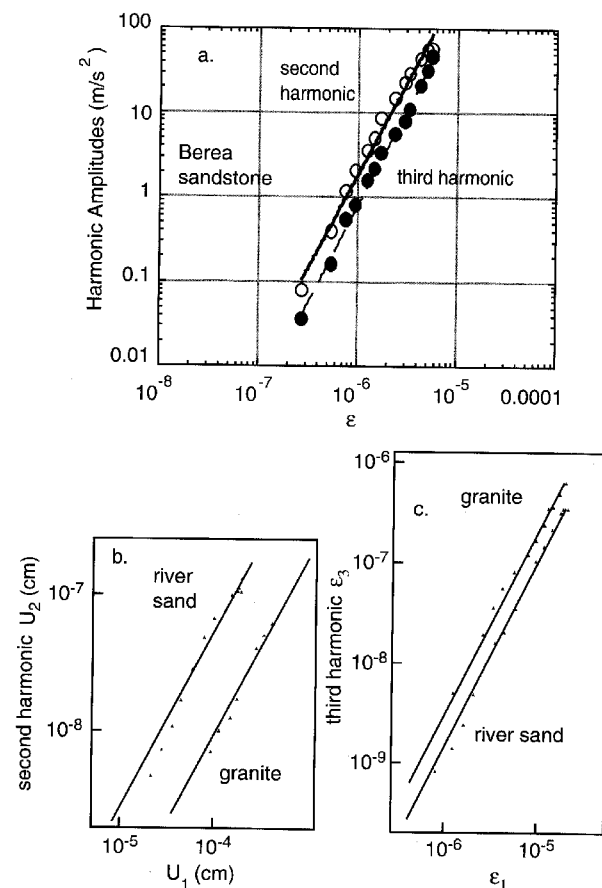 a.
second
harmonic
Berea
sandstone
third harmonic
Harmonic Amplitudes (m/s²)
100
10
1
0.1
0.01
10⁻⁸
10⁻⁷
10⁻⁶
10⁻⁵
0.0001
ε
b.
river
sand
granite
second harmonic U₂ (cm)
10⁻⁷
10⁻⁸
10⁻⁵
10⁻⁴
U₁ (cm)
c.
granite
river sand
third harmonic ε₃
10⁻⁶
10⁻⁷
10⁻⁸
10⁻⁹
10⁻⁶
10⁻⁵
ε₁